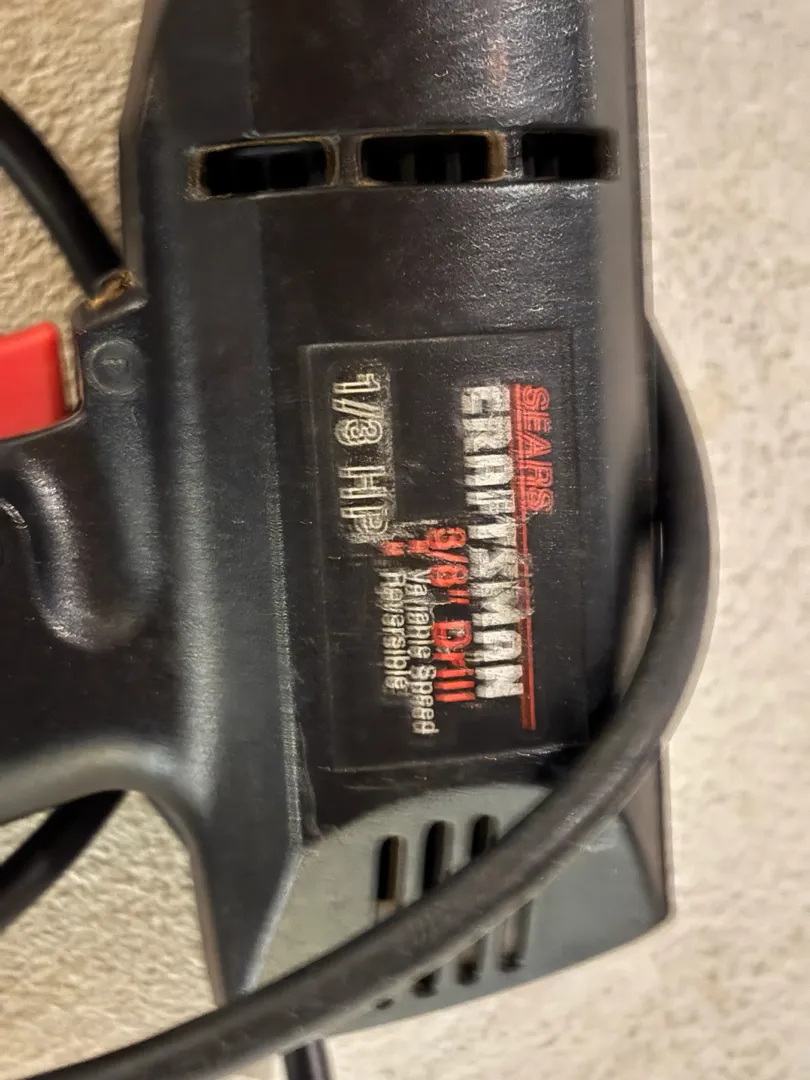 SEARS
CRAFTSMAN
3/8" Drill
Variable Speed
Reversible
1/3 HP